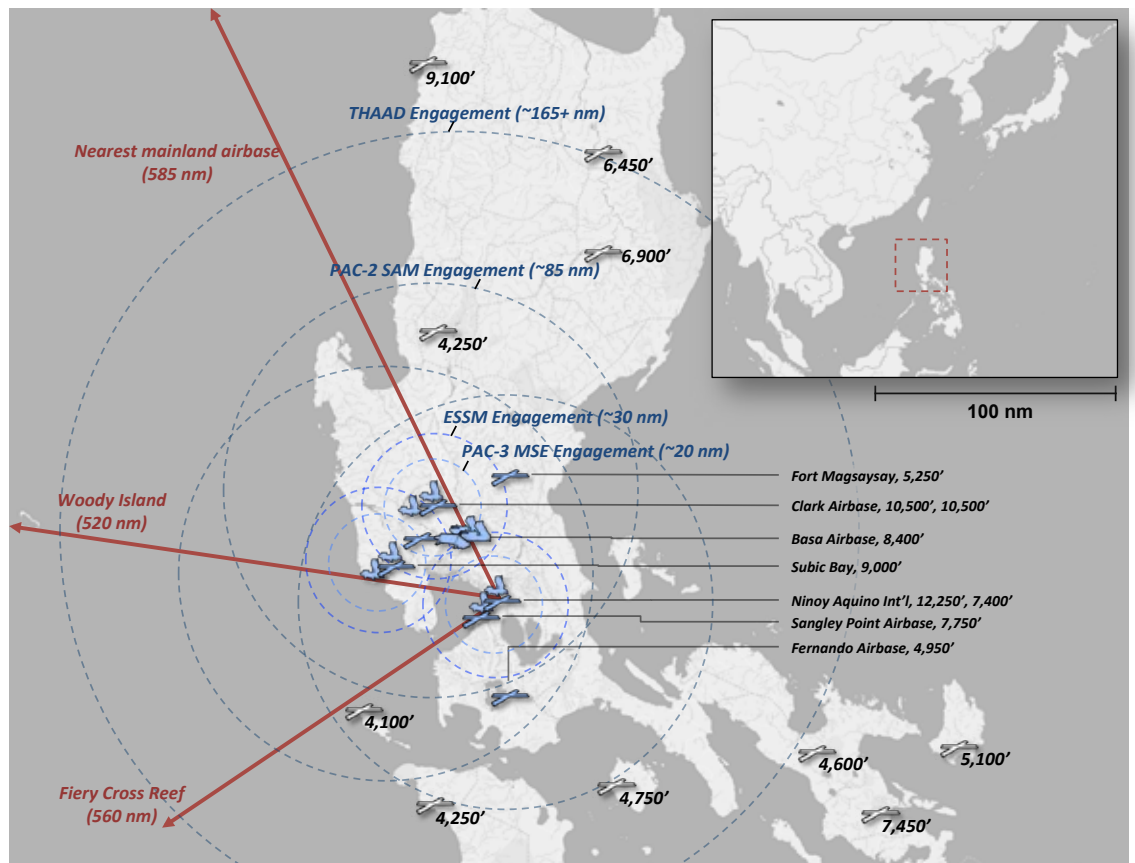 9,100’
THAAD Engagement (~165+ nm)
Nearest mainland airbase
(585 nm)
6,450’
6,900’
PAC-2 SAM Engagement (~85 nm)
4,250’
100 nm
ESSM Engagement (~30 nm)
PAC-3 MSE Engagement (~20 nm)
Fort Magsaysay, 5,250’
Woody Island
(520 nm)
Clark Airbase, 10,500’, 10,500’
Basa Airbase, 8,400’
Subic Bay, 9,000’
Ninoy Aquino Int’l, 12,250’, 7,400’
Sangley Point Airbase, 7,750’
Fernando Airbase, 4,950’
4,100’
4,600’
5,100’
Fiery Cross Reef
(560 nm)
4,750’
4,250’
7,450’